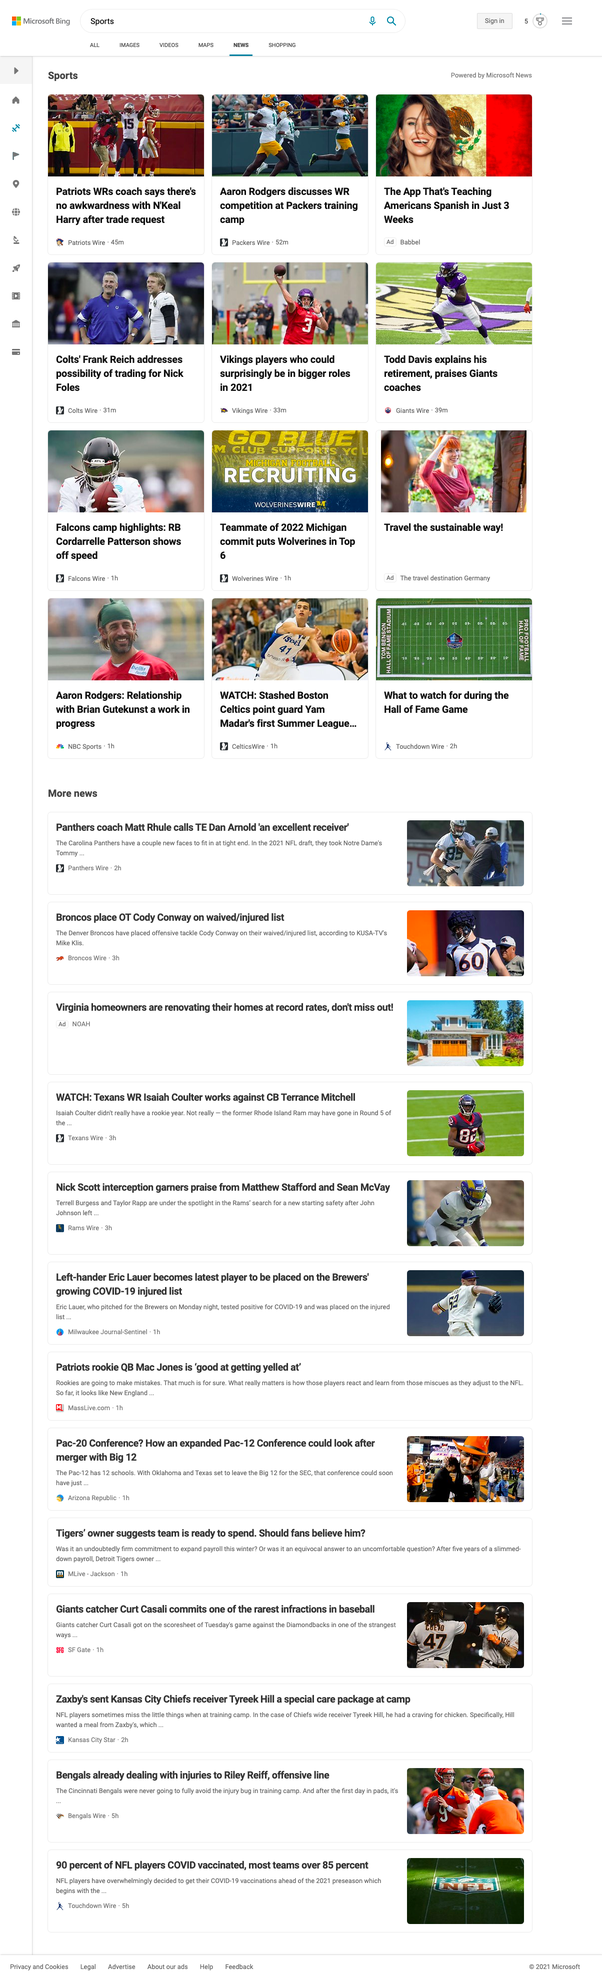 Microsoft Bing
Sports
Sign in
5
ALL IMAGES VIDEOS MAPS NEWS SHOPPING
Sports
Powered by Microsoft News
Patriots WRs coach says there's
no awkwardness with N'Keal
Harry after trade request
Patriots Wire · 45m
Aaron Rodgers discusses WR
competition at Packers training
camp
Packers Wire · 52m
The App That's Teaching
Americans Spanish in Just 3
Weeks
Ad Babbel
Colts' Frank Reich addresses
possibility of trading for Nick
Foles
Colts Wire · 31m
Vikings players who could
surprisingly be in bigger roles
in 2021
Vikings Wire · 33m
Todd Davis explains his
retirement, praises Giants
coaches
Giants Wire · 39m
Falcons camp highlights: RB
Cordarrelle Patterson shows
off speed
Falcons Wire · 1h
GO BLUE
M CLUB SUPPORTS YOU
MICHIGAN FOOTBALL
RECRUITING
WOLVERINESWIRE
Teammate of 2022 Michigan
commit puts Wolverines in Top
6
Wolverines Wire · 1h
Travel the sustainable way!
Ad The travel destination Germany
Aaron Rodgers: Relationship
with Brian Gutekunst a work in
progress
NBC Sports · 1h
41
WATCH: Stashed Boston
Celtics point guard Yam
Madar's first Summer League...
CelticsWire · 1h
TOM BENSON
HALL OF FAME STADIUM
PRO FOOTBALL
HALL OF FAME
What to watch for during the
Hall of Fame Game
Touchdown Wire · 2h
More news
Panthers coach Matt Rhule calls TE Dan Arnold 'an excellent receiver'
The Carolina Panthers have a couple new faces to fit in at tight end. In the 2021 NFL draft, they took Notre Dame's
Tommy ...
Panthers Wire · 2h
85
Broncos place OT Cody Conway on waived/injured list
The Denver Broncos have placed offensive tackle Cody Conway on their waived/injured list, according to KUSA-TV's
Mike Klis.
Broncos Wire · 3h
60
Virginia homeowners are renovating their homes at record rates, don't miss out!
Ad NOAH
WATCH: Texans WR Isaiah Coulter works against CB Terrance Mitchell
Isaiah Coulter didn't really have a rookie year. Not really — the former Rhode Island Ram may have gone in Round 5 of
the ...
Texans Wire · 3h
82
Nick Scott interception garners praise from Matthew Stafford and Sean McVay
Terrell Burgess and Taylor Rapp are under the spotlight in the Rams' search for a new starting safety after John
Johnson left ...
Rams Wire · 3h
Left-hander Eric Lauer becomes latest player to be placed on the Brewers'
growing COVID-19 injured list
Eric Lauer, who pitched for the Brewers on Monday night, tested positive for COVID-19 and was placed on the injured
list ...
Milwaukee Journal-Sentinel · 1h
52
Patriots rookie QB Mac Jones is 'good at getting yelled at'
Rookies are going to make mistakes. That much is for sure. What really matters is how those players react and learn from those miscues as they adjust to the NFL.
So far, it looks like New England ...
MassLive.com · 1h
Pac-20 Conference? How an expanded Pac-12 Conference could look after
merger with Big 12
The Pac-12 has 12 schools. With Oklahoma and Texas set to leave the Big 12 for the SEC, that conference could soon
have just ...
Arizona Republic · 1h
Tigers' owner suggests team is ready to spend. Should fans believe him?
Was it an undoubtedly firm commitment to expand payroll this winter? Or was it an equivocal answer to an uncomfortable question? After five years of a slimmed-
down payroll, Detroit Tigers owner ...
MLive - Jackson · 1h
Giants catcher Curt Casali commits one of the rarest infractions in baseball
Giants catcher Curt Casali got on the scoresheet of Tuesday's game against the Diamondbacks in one of the strangest
ways ...
SF Gate · 1h
47
Zaxby's sent Kansas City Chiefs receiver Tyreek Hill a special care package at camp
NFL players sometimes miss the little things when at training camp. In the case of Chiefs wide receiver Tyreek Hill, he had a craving for chicken. Specifically, Hill
wanted a meal from Zaxby's, which ...
Kansas City Star · 2h
Bengals already dealing with injuries to Riley Reiff, offensive line
The Cincinnati Bengals were never going to fully avoid the injury bug in training camp. And after the first day in pads, it's
...
Bengals Wire · 5h
90 percent of NFL players COVID vaccinated, most teams over 85 percent
NFL players have overwhelmingly decided to get their COVID-19 vaccinations ahead of the 2021 preseason which
begins with the ...
Touchdown Wire · 5h
NFL
Privacy and Cookies Legal Advertise About our ads Help Feedback
© 2021 Microsoft